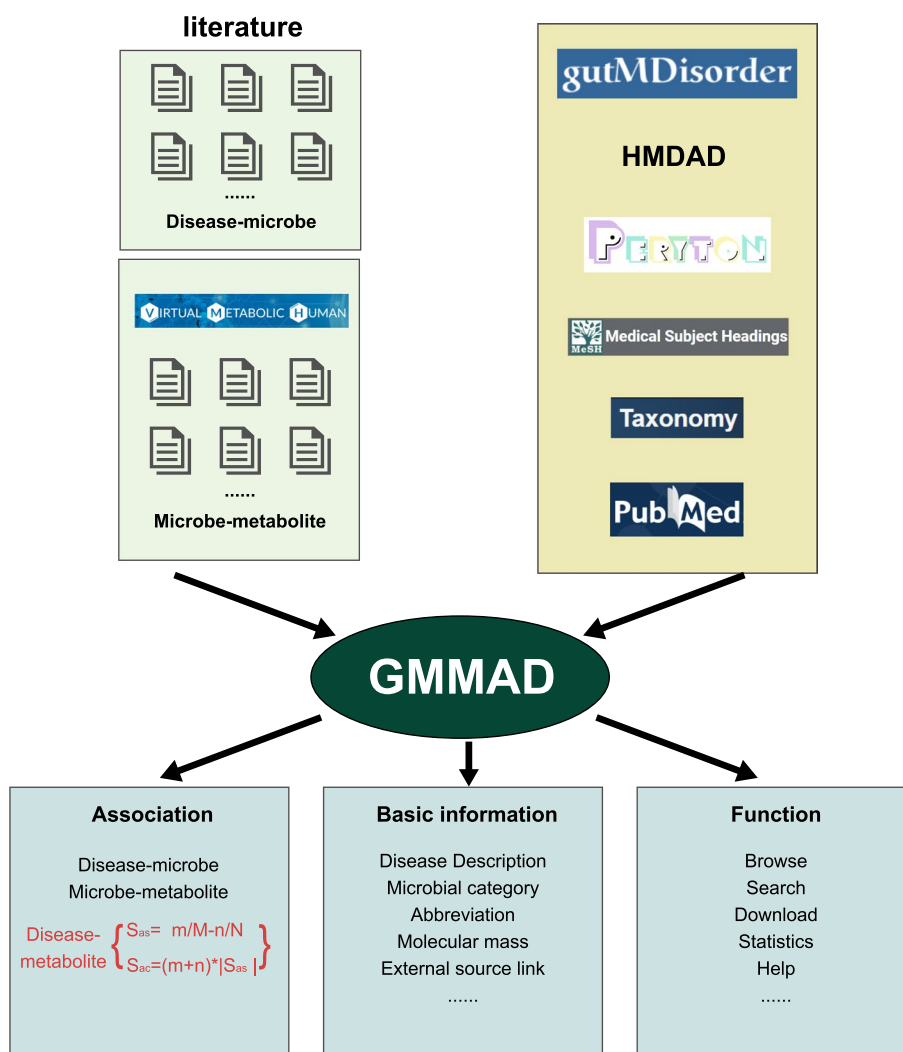 literature
......
Disease-microbe
VIRTUAL METABOLIC HUMAN
......
Microbe-metabolite
gutMDisorder
HMDAD
PERYTON
MeSH Medical Subject Headings
Taxonomy
PubMed
GMMAD
Association
Disease-microbe
Microbe-metabolite
Disease-
metabolite
{ Sas= m/M-n/N
Sac=(m+n)*|Sas| }
Basic information
Disease Description
Microbial category
Abbreviation
Molecular mass
External source link
......
Function
Browse
Search
Download
Statistics
Help
......